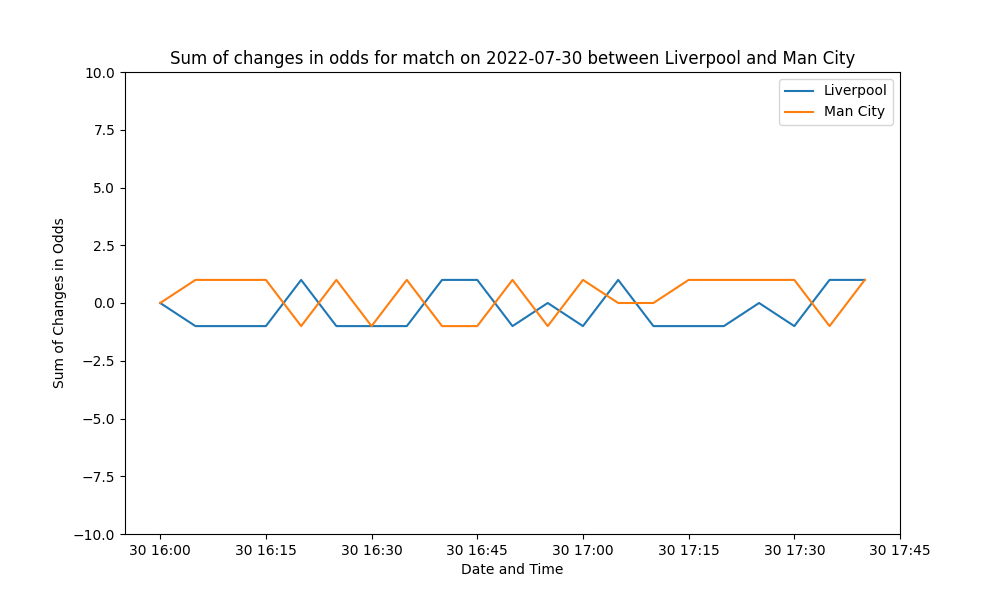 Sum of changes in odds for match on 2022-07-30 between Liverpool and Man City
10.0
7.5
5.0
2.5
0.0
−2.5
−5.0
−7.5
−10.0
Sum of Changes in Odds
Liverpool
Man City
30 16:00 30 16:15 30 16:30 30 16:45 30 17:00 30 17:15 30 17:30 30 17:45
Date and Time